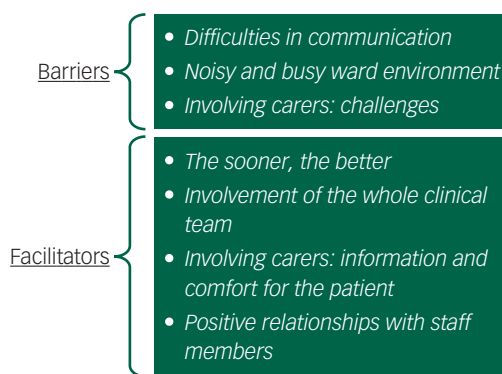 Barriers
• Difficulties in communication
• Noisy and busy ward environment
• Involving carers: challenges
Facilitators
• The sooner, the better
• Involvement of the whole clinical
team
• Involving carers: information and
comfort for the patient
• Positive relationships with staff
members